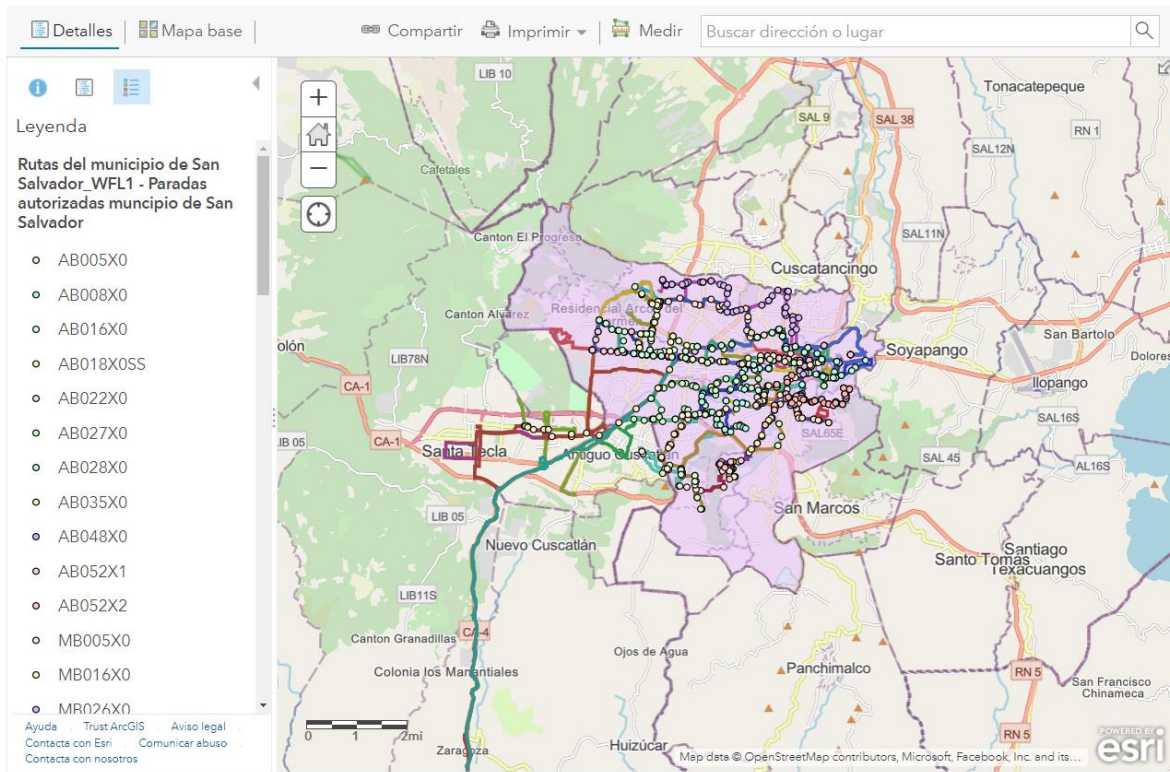 Detalles
Mapa base
Compartir
Imprimir
Medir
Buscar dirección o lugar
Leyenda
Rutas del municipio de San
Salvador_WFL1 - Paradas
autorizadas muncipio de San
Salvador
AB005X0
AB008X0
AB016X0
AB018X0SS
AB022X0
AB027X0
AB028X0
AB035X0
AB048X0
AB052X1
AB052X2
MB005X0
MB016X0
MB026X0
Ayuda
Trust ArcGIS
Aviso legal
Contacta con Esri
Comunicar abuso
Contacta con nosotros
LIB 10
Tonacatepeque
SAL 9
SAL 38
RN 1
SAL12N
Cafetales
SAL11N
Canton El Progreso
Cuscatancingo
Canton Alvarez
Residencial Arcos del
San Bartolo
olón
LIB78N
Soyapango
Dolores
Ilopango
CA-1
SAL16S
CA-1
SAL65E
IB 05
Santa Tecla
Antiguo Cuscatlán
SAL 45
AL16S
LIB 05
San Marcos
Nuevo Cuscatlán
Santo Tomas
Santiago
Texacuangos
LIB11S
Canton Granadillas
CA-4
Ojos de Agua
Colonia los Manantiales
Panchimalco
RN 5
San Francisco
Chinameca
RN 5
0 1 2mi
Zaragoza
Huizúcar
Map data © OpenStreetMap contributors, Microsoft, Facebook, Inc. and its...
POWERED BY
esri